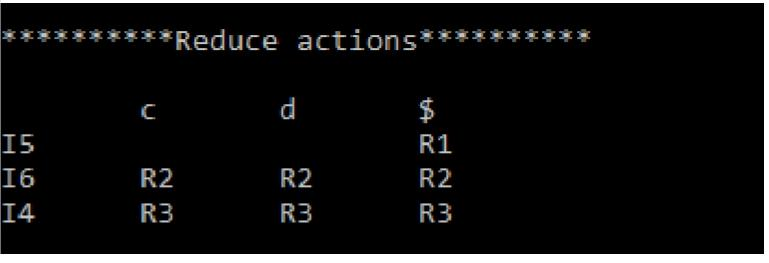 **********Reduce actions**********
c d $
I5 R1
I6 R2 R2 R2
I4 R3 R3 R3